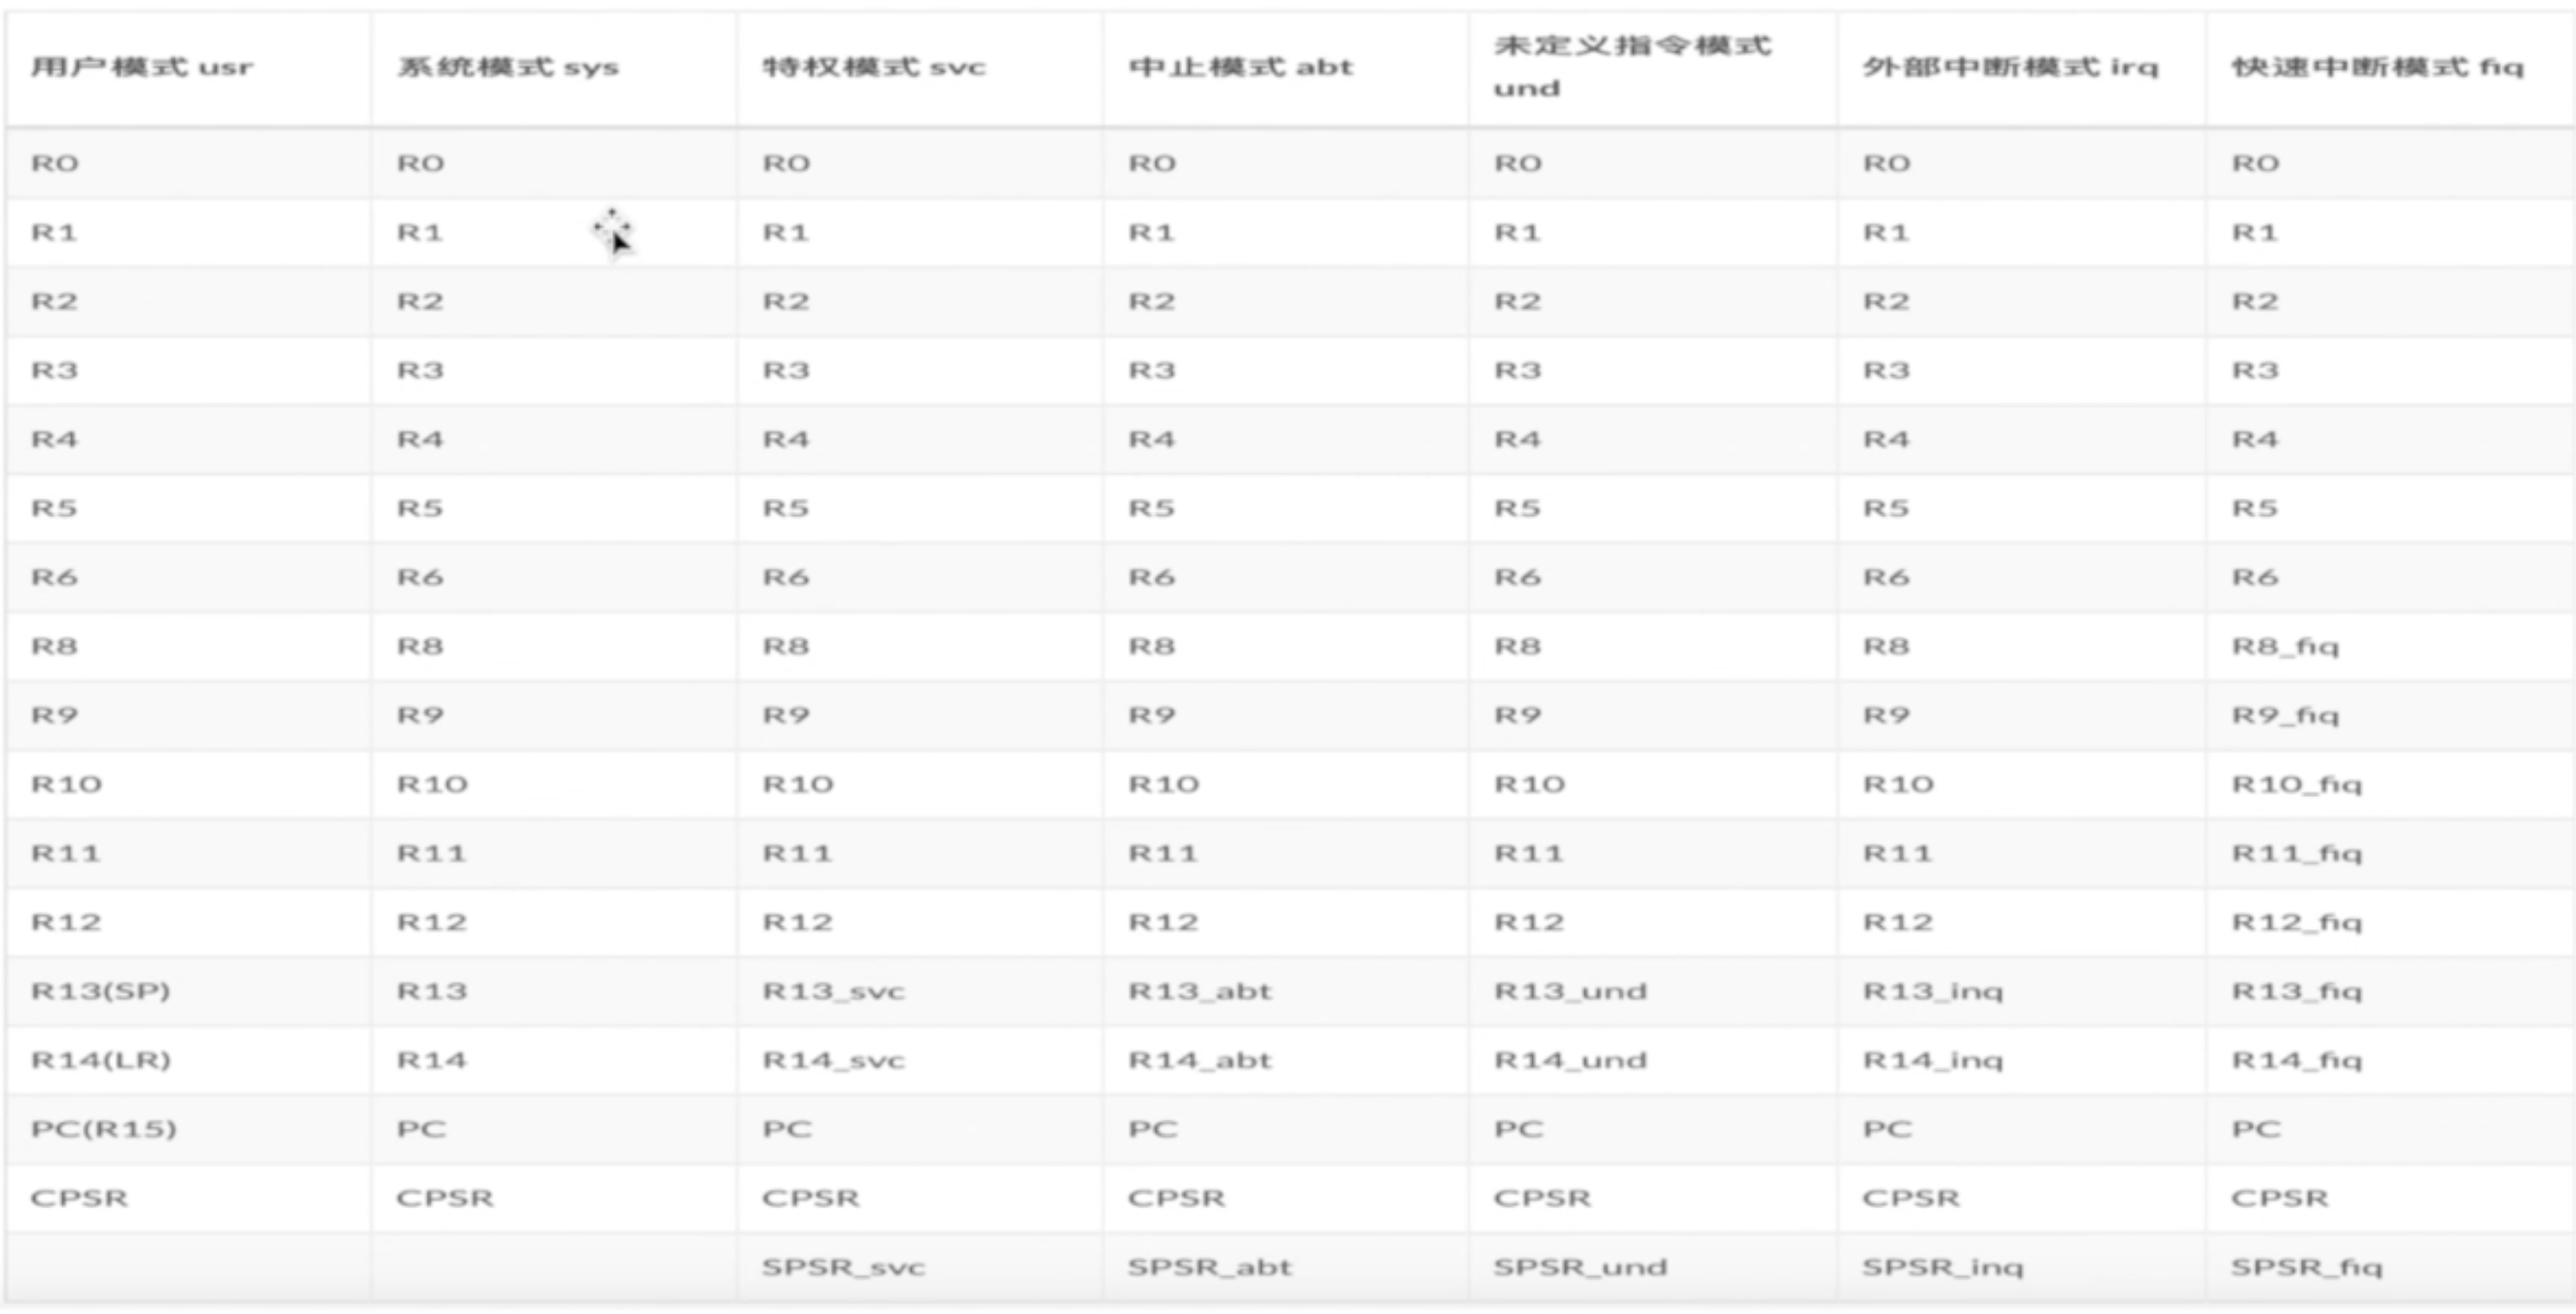 用户模式 usr 系统模式 sys 特权模式 svc 中止模式 abt 未定义指令模式 und 外部中断模式 irq 快速中断模式 fiq
R0 R0 R0 R0 R0 R0 R0
R1 R1 R1 R1 R1 R1 R1
R2 R2 R2 R2 R2 R2 R2
R3 R3 R3 R3 R3 R3 R3
R4 R4 R4 R4 R4 R4 R4
R5 R5 R5 R5 R5 R5 R5
R6 R6 R6 R6 R6 R6 R6
R8 R8 R8 R8 R8 R8 R8_fiq
R9 R9 R9 R9 R9 R9 R9_fiq
R10 R10 R10 R10 R10 R10 R10_fiq
R11 R11 R11 R11 R11 R11 R11_fiq
R12 R12 R12 R12 R12 R12 R12_fiq
R13(SP) R13 R13_svc R13_abt R13_und R13_inq R13_fiq
R14(LR) R14 R14_svc R14_abt R14_und R14_inq R14_fiq
PC(R15) PC PC PC PC PC PC
CPSR CPSR CPSR CPSR CPSR CPSR CPSR
SPSR_svc SPSR_abt SPSR_und SPSR_inq SPSR_fiq